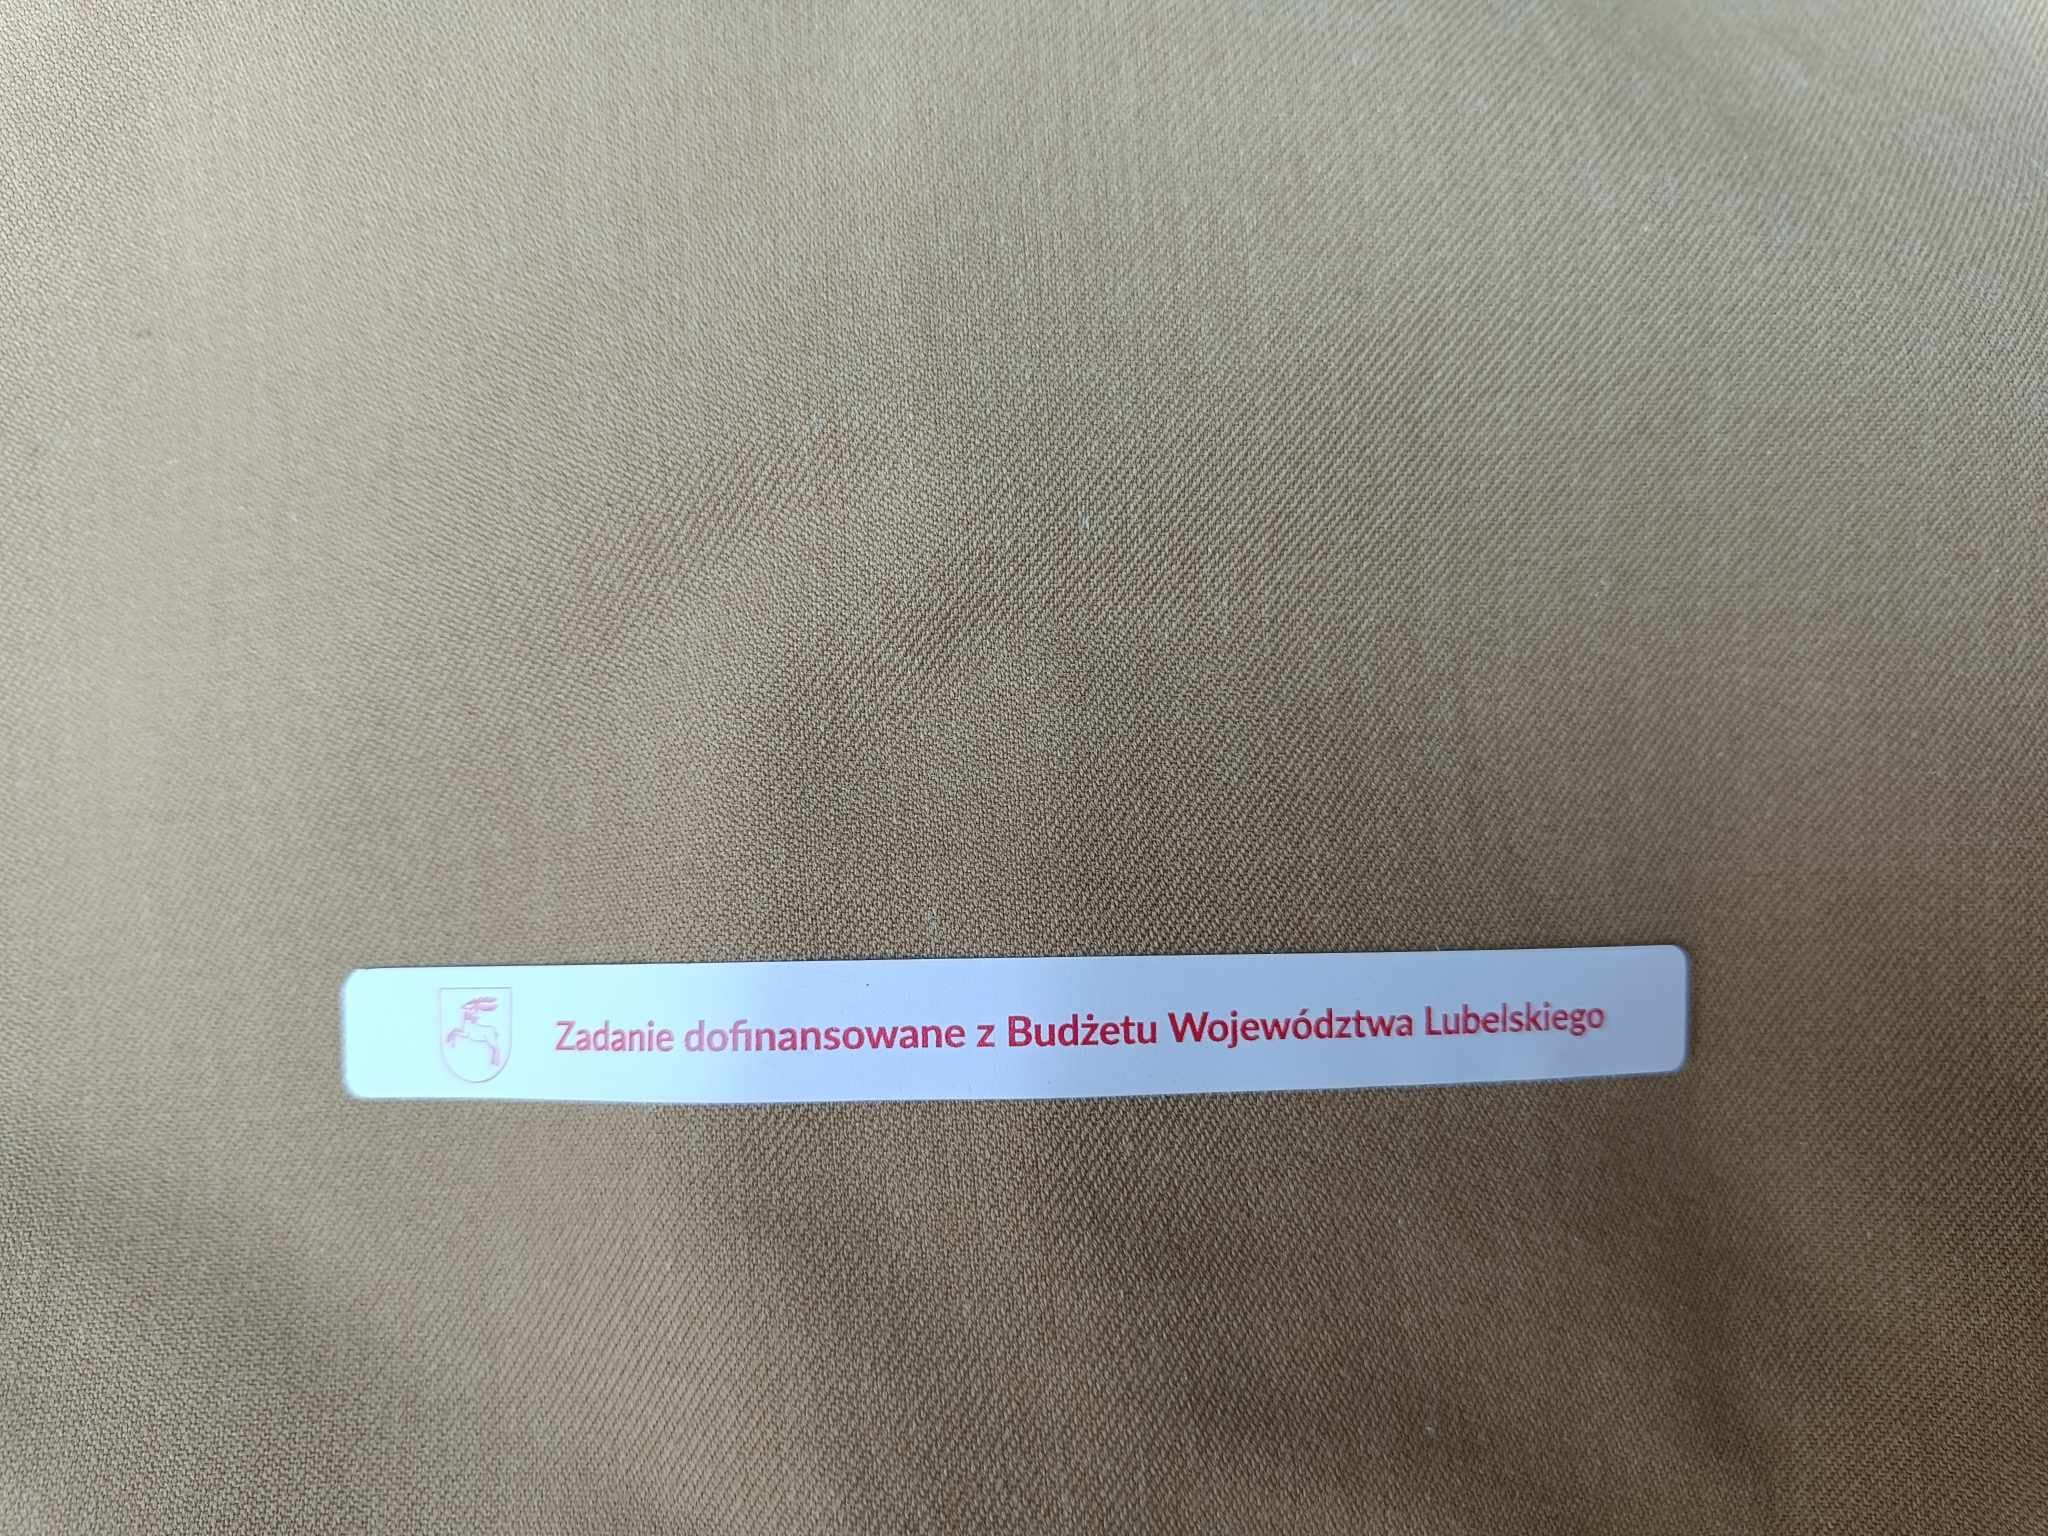 Zadanie dofinansowane z Budżetu Województwa Lubelskiego